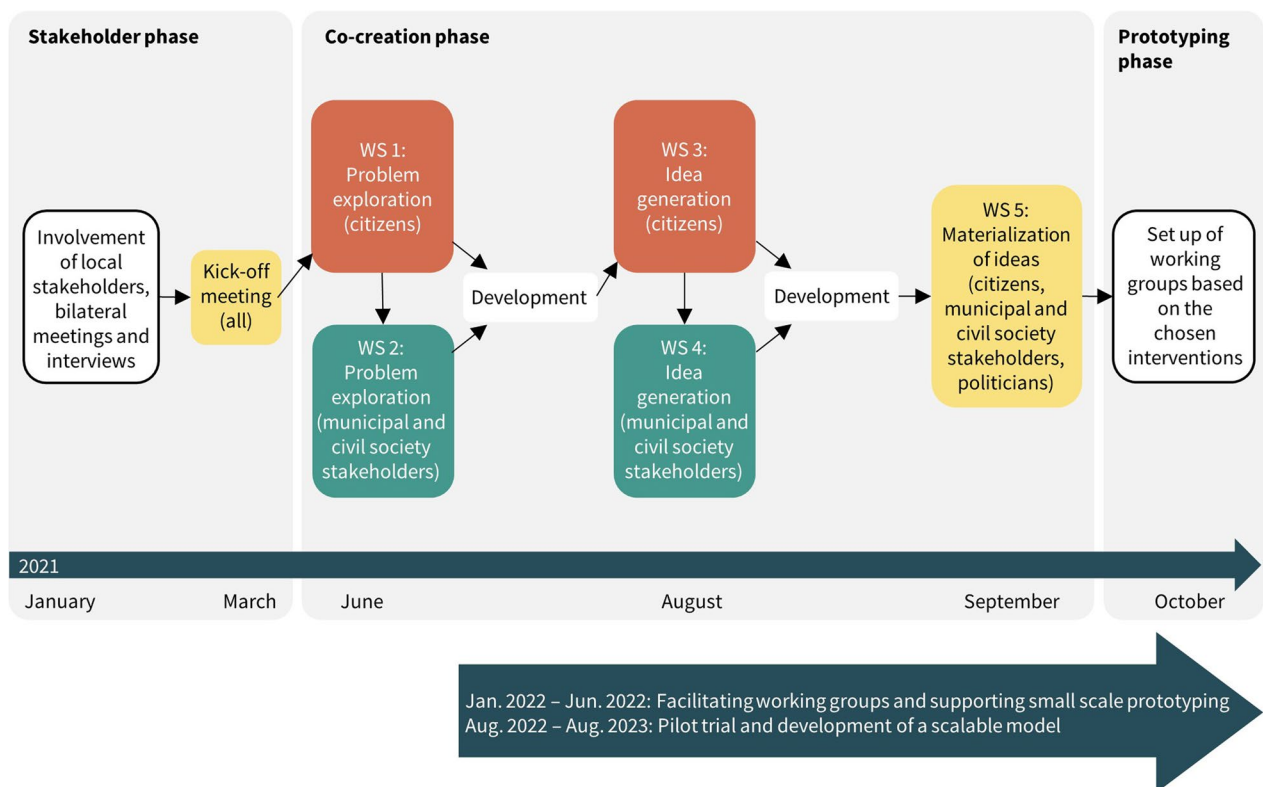 Stakeholder phase
Co-creation phase
Prototyping
phase
Involvement
of local
stakeholders,
bilateral
meetings and
interviews
Kick-off
meeting
(all)
WS 1:
Problem
exploration
(citizens)
WS 2:
Problem
exploration
(municipal and
civil society
stakeholders)
Development
WS 3:
Idea
generation
(citizens)
WS 4:
Idea
generation
(municipal and
civil society
stakeholders)
Development
WS 5:
Materialization
of ideas
(citizens,
municipal and
civil society
stakeholders,
politicians)
Set up of
working
groups based
on the
chosen
interventions
2021
January
March
June
August
September
October
Jan. 2022 – Jun. 2022: Facilitating working groups and supporting small scale prototyping
Aug. 2022 – Aug. 2023: Pilot trial and development of a scalable model